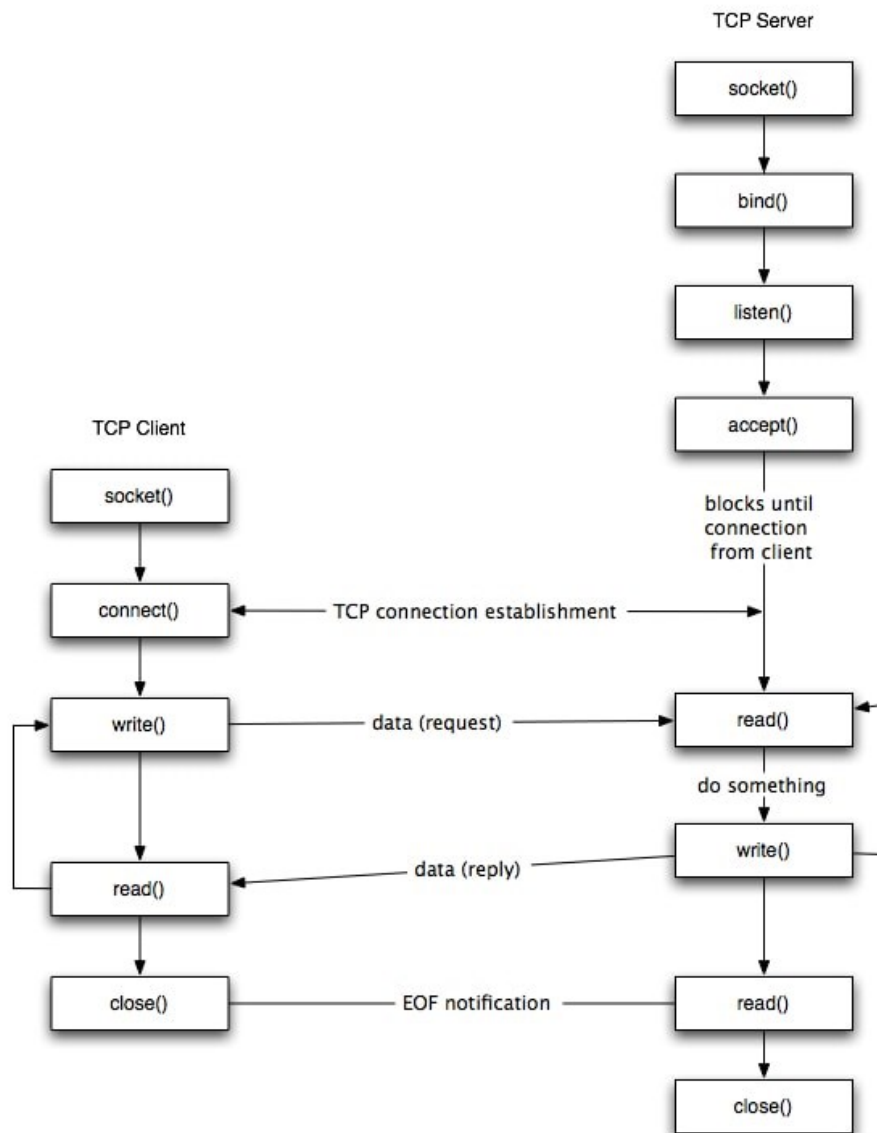 TCP Server
socket()
bind()
listen()
accept()
TCP Client
blocks until
connection
from client
socket()
connect()
TCP connection establishment
write()
data (request)
read()
do something
write()
data (reply)
read()
close()
EOF notification
read()
close()